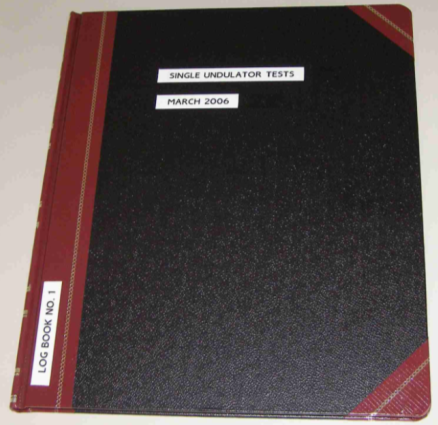 SINGLE UNDULATOR TESTS
MARCH 2006
LOG BOOK NO. 1